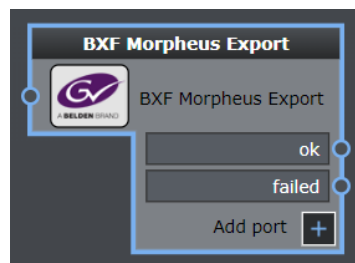 BXF Morpheus Export
GV
A BELDEN BRAND
BXF Morpheus Export
ok
failed
Add port +